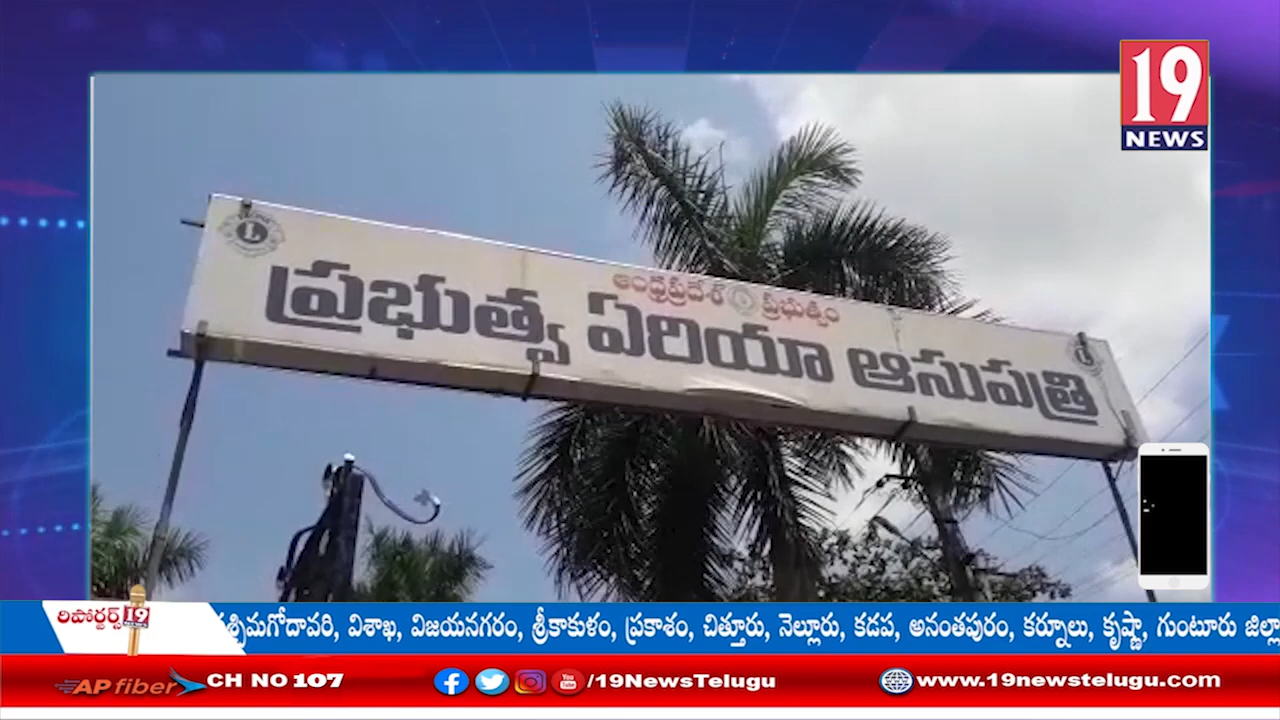 19
NEWS
L
ఆంధ్రప్రదేశ ప్రభుత్వం
ప్రభుత్వ ఏరియా ఆసుపత్రి
L
రిపోర్టర్స్ 19
శ్చిమగోదావరి, విశాఖ, విజయనగరం, శ్రీకాకుళం, ప్రకాశం, చిత్తూరు, నెల్లూరు, కడప, అనంతపురం, కర్నూలు, కృష్ణా, గుంటూరు జిల్లా
AP fiber CH NO 107 /19NewsTelugu www.19newstelugu.com